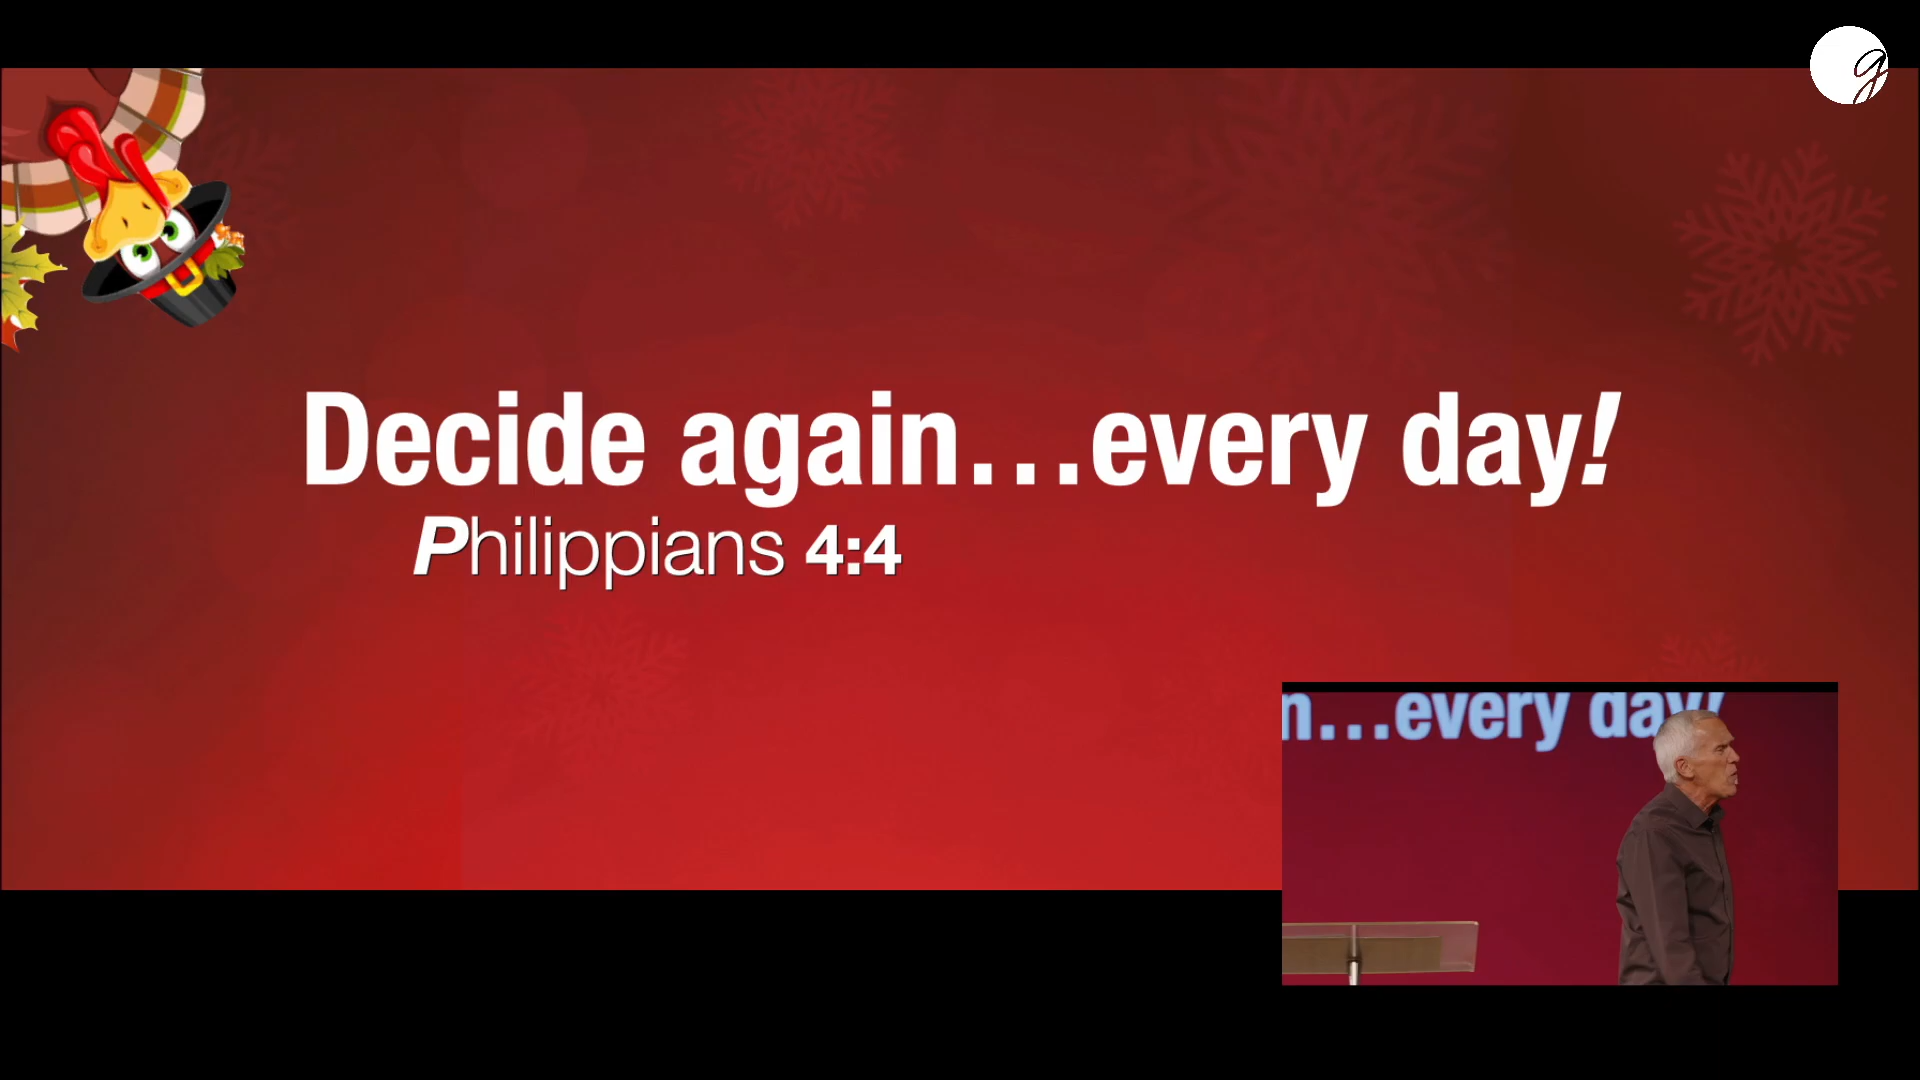 g
Decide again…every day!
Philippians 4:4
n…every day!